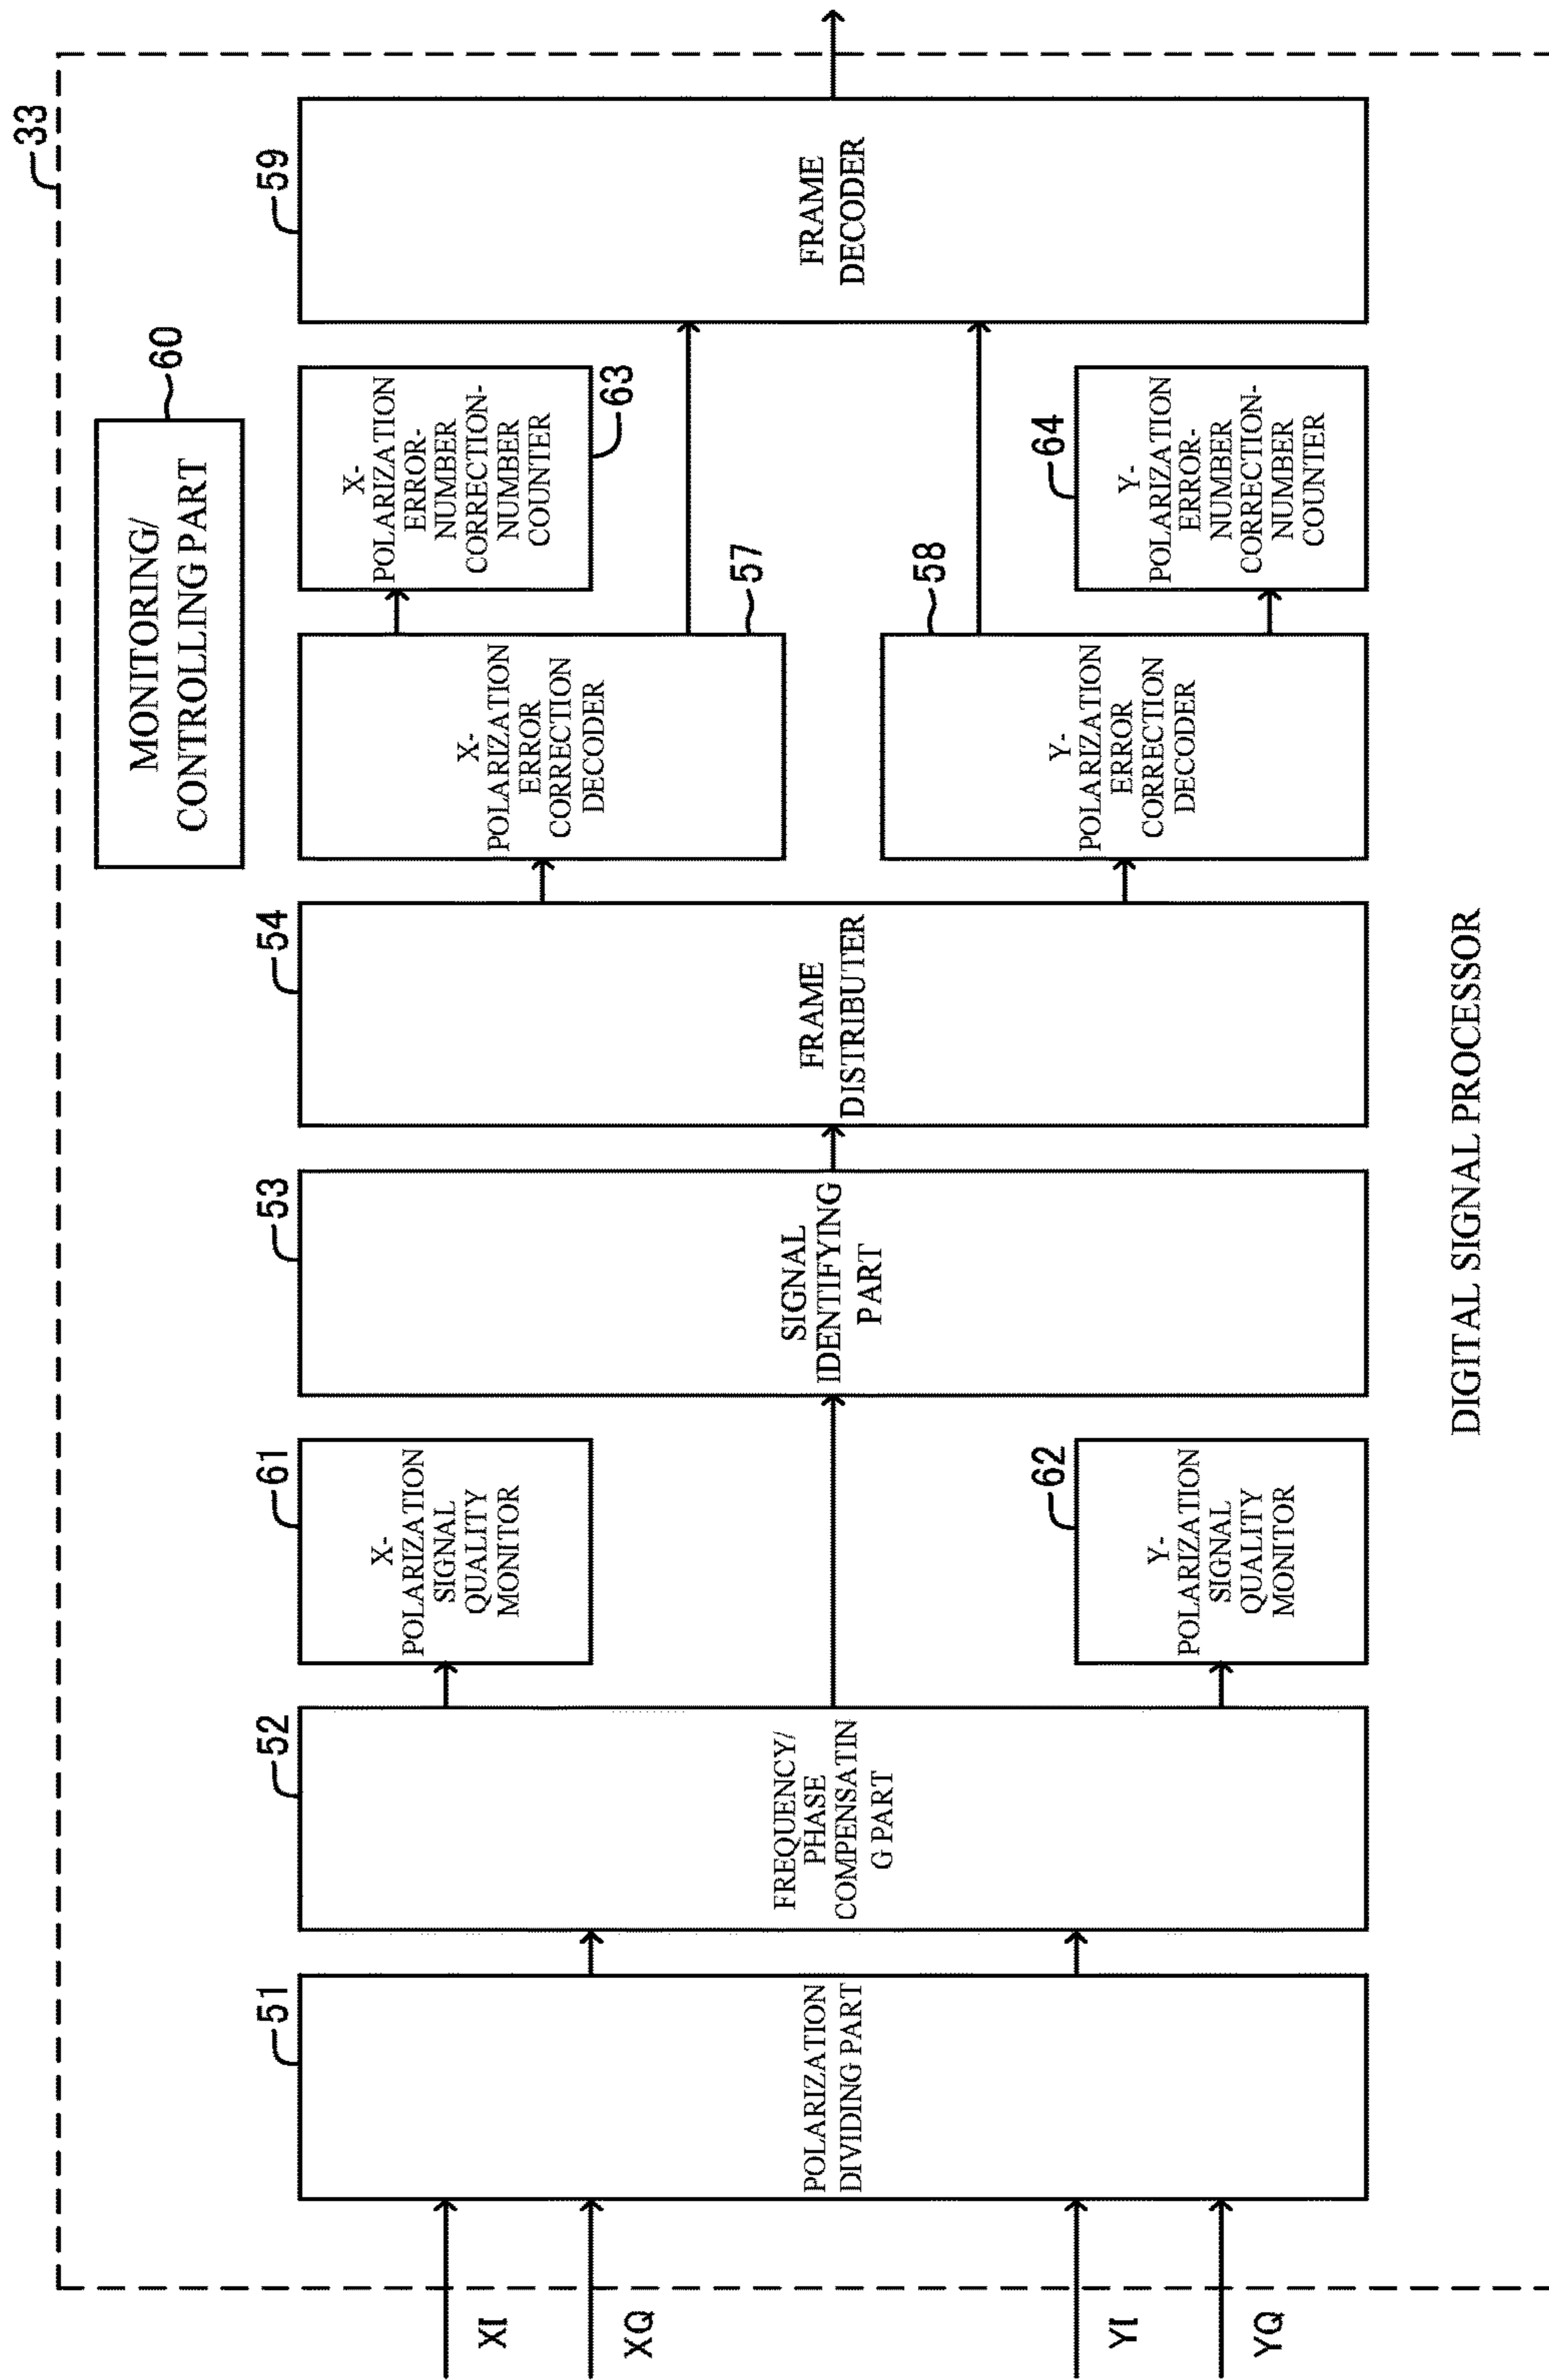 33
MONITORING/
CONTROLLING PART
60
XI
XQ
YI
YQ
51
POLARIZATION
DIVIDING PART
52
FREQUENCY/
PHASE
COMPENSATIN
G PART
61
X-
POLARIZATION
SIGNAL
QUALITY
MONITOR
62
Y-
POLARIZATION
SIGNAL
QUALITY
MONITOR
53
SIGNAL
IDENTIFYING
PART
54
FRAME
DISTRIBUTER
X-
POLARIZATION
ERROR
CORRECTION
DECODER
57
58
Y-
POLARIZATION
ERROR
CORRECTION
DECODER
X-
POLARIZATION
ERROR-
NUMBER
CORRECTION-
NUMBER
COUNTER
63
64
Y-
POLARIZATION
ERROR-
NUMBER
CORRECTION-
NUMBER
COUNTER
59
FRAME
DECODER
DIGITAL SIGNAL PROCESSOR